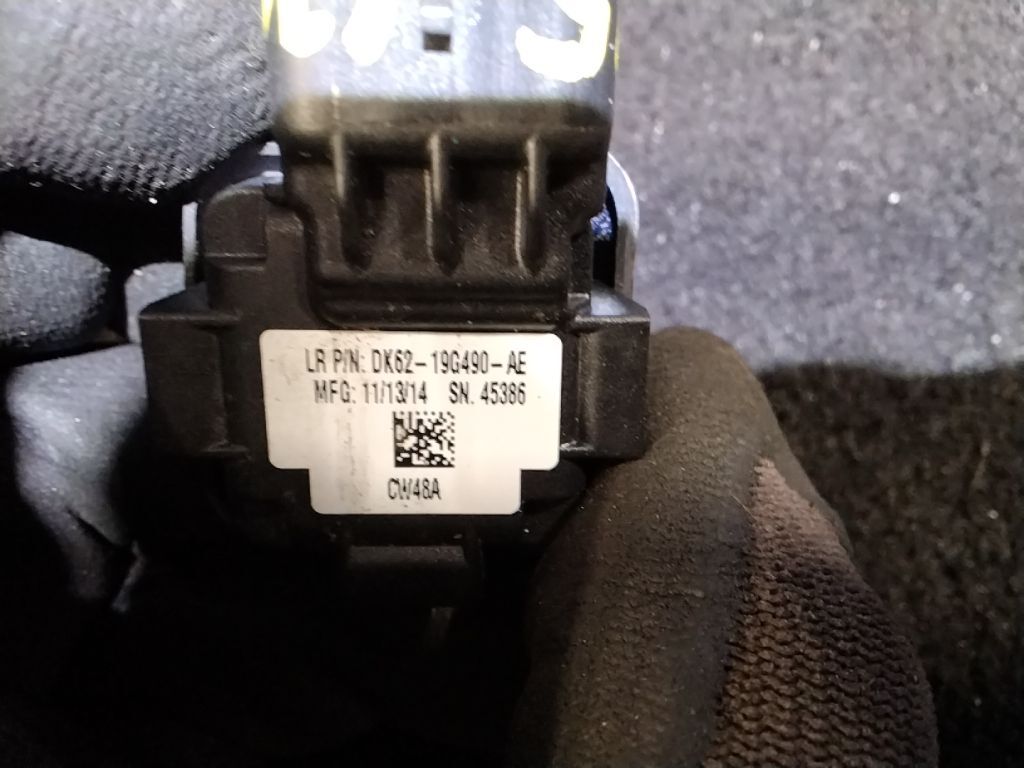 LR P/N: DK62-19G490-AE
MFG: 11/13/14 SN. 45386
CW48A